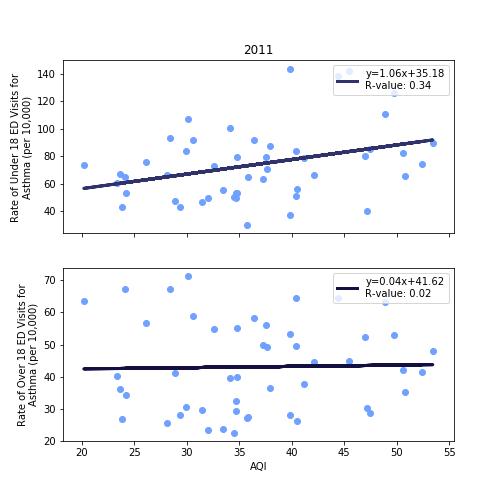 2011
Rate of Under 18 ED Visits for
Asthma (per 10,000)
140
120
100
80
60
40
y=1.06x+35.18
R-value: 0.34
Rate of Over 18 ED Visits for
Asthma (per 10,000)
70
60
50
40
30
20
y=0.04x+41.62
R-value: 0.02
20 25 30 35 40 45 50 55
AQI